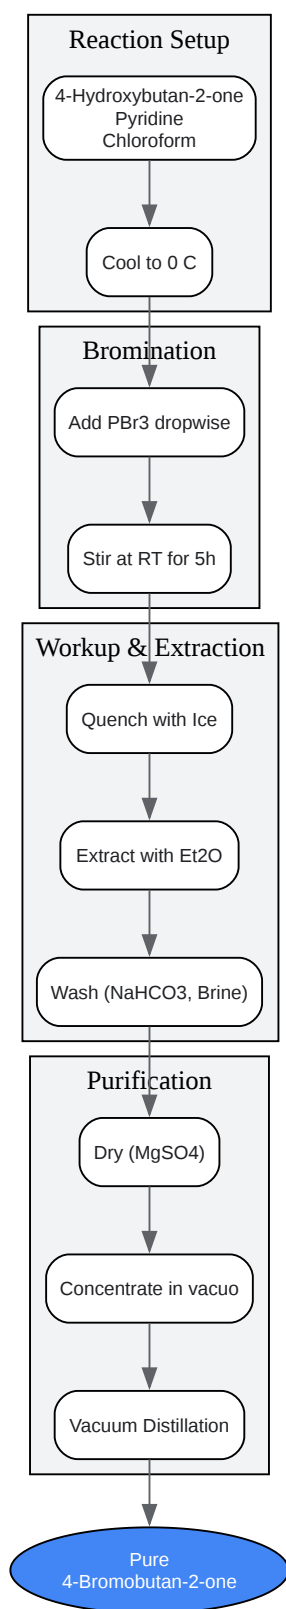 Reaction Setup
4-Hydroxybutan-2-one
Pyridine
Chloroform
Cool to 0 C
Bromination
Add PBr3 dropwise
Stir at RT for 5h
Workup & Extraction
Quench with Ice
Extract with Et2O
Wash (NaHCO3, Brine)
Purification
Dry (MgSO4)
Concentrate in vacuo
Vacuum Distillation
Pure
4-Bromobutan-2-one